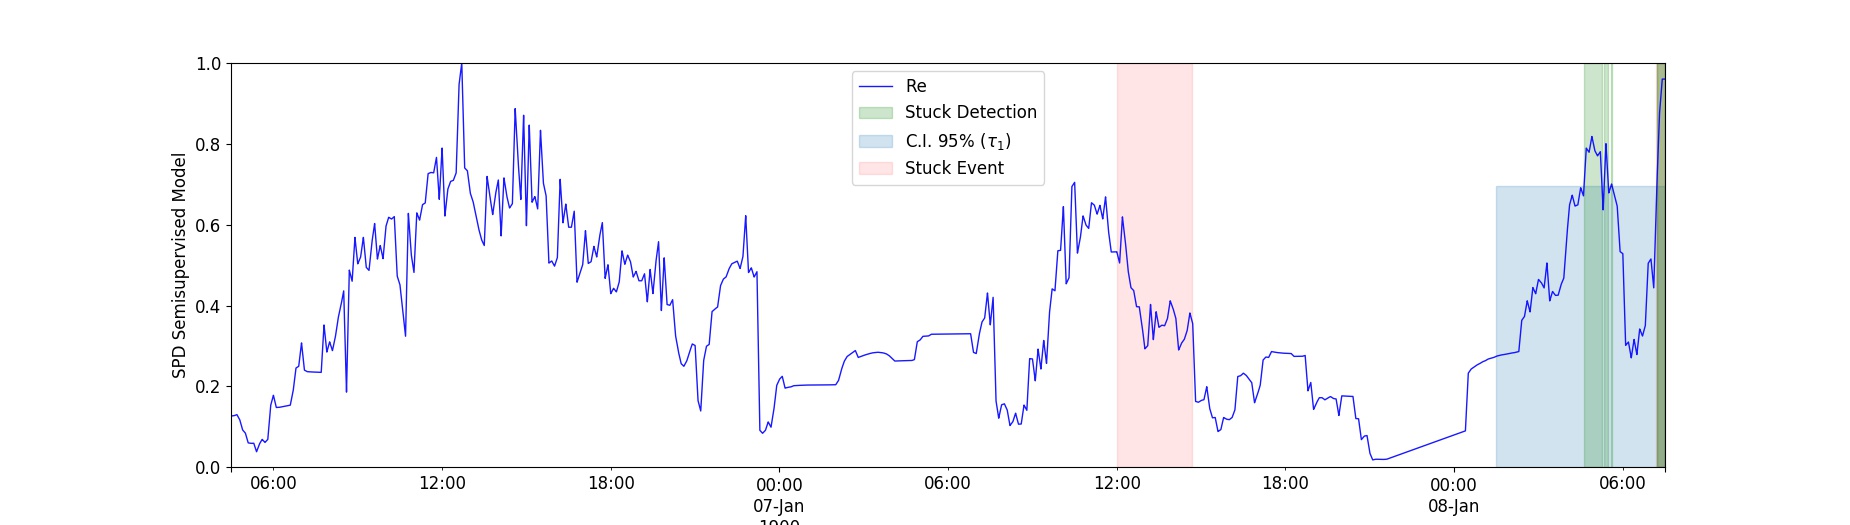 1.0
0.8
0.6
0.4
0.2
0.0
SPD Semisupervised Model
Re
Stuck Detection
C.I. 95% (τ₁)
Stuck Event
06:00 12:00 18:00 00:00 06:00 12:00 18:00 00:00 06:00
07-Jan 08-Jan
1900